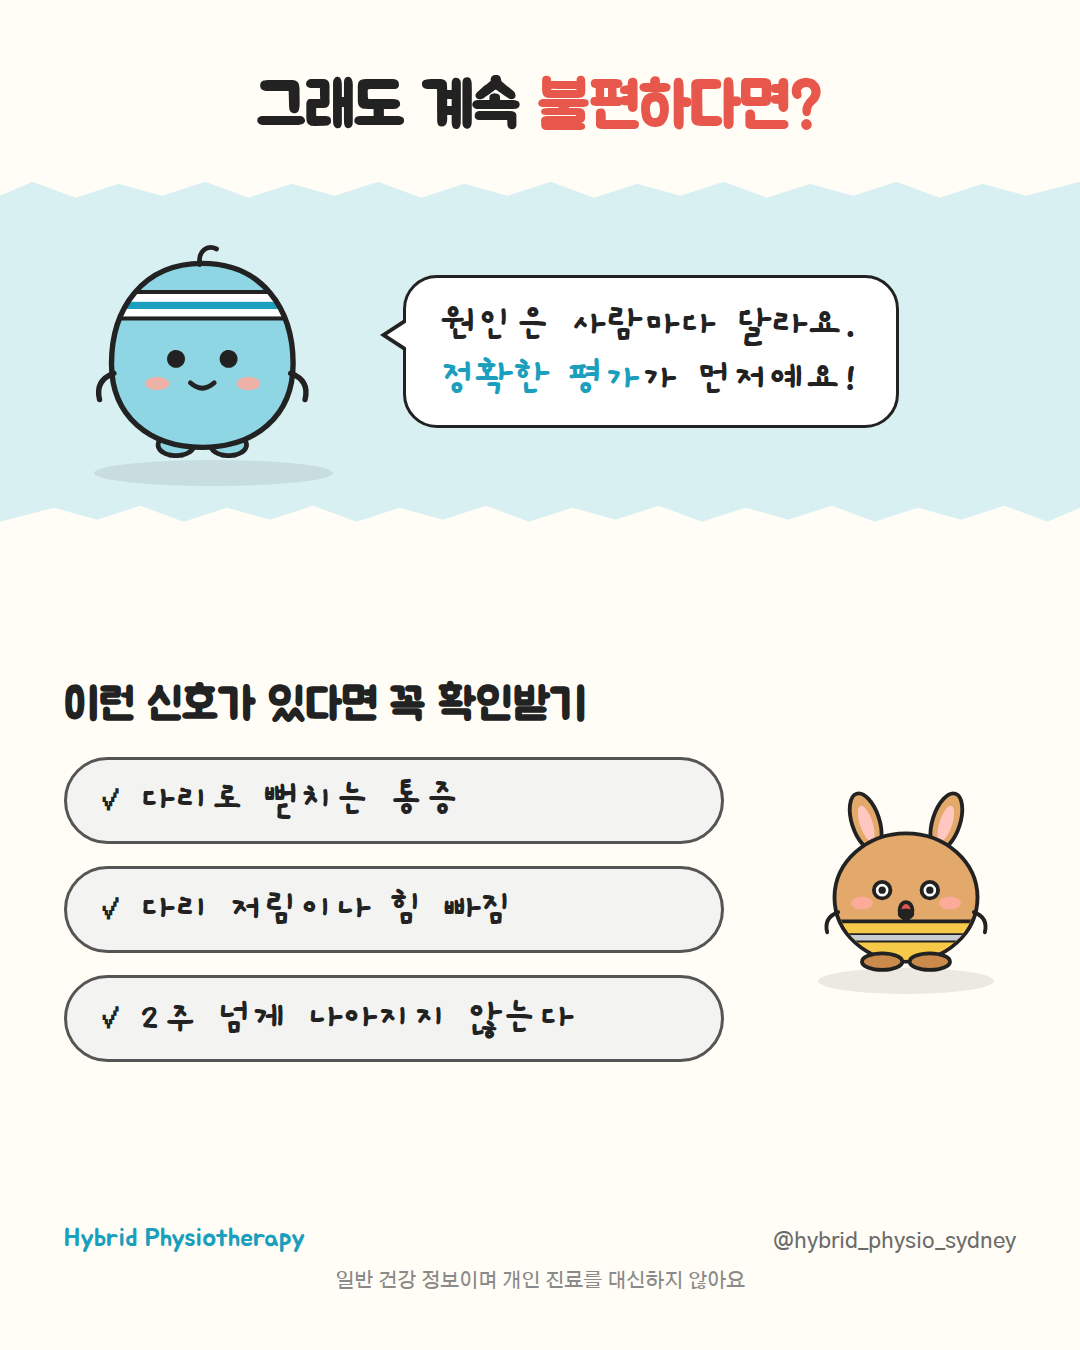 그래도 계속 불편하다면?
원인은 사람마다 달라요.
정확한 평가가 먼저예요!
이런 신호가 있다면 꼭 확인받기
✓ 다리로 뻗치는 통증
✓ 다리 저림이나 힘 빠짐
✓ 2주 넘게 나아지지 않는다
Hybrid Physiotherapy
@hybrid_physio_sydney
일반 건강 정보이며 개인 진료를 대신하지 않아요